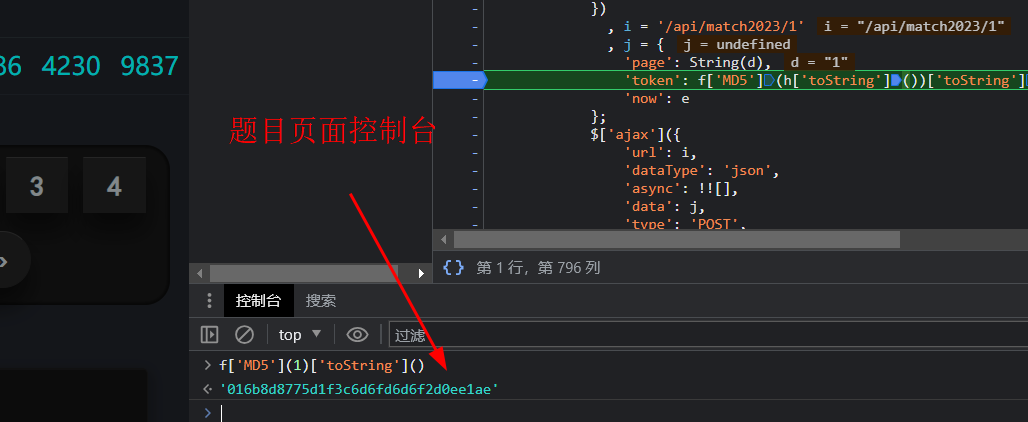 })
, i = '/api/match2023/1' i = "/api/match2023/1"
, j = { j = undefined
'page': String(d), d = "1"
'token': f['MD5'](h['toString']())['toString']
'now': e
};
$['ajax']({
'url': i,
'dataType': 'json',
'async': !![],
'data': j,
'type': 'POST',
36 4230 9837
题目页面控制台
3 4
›
{} 第 1 行，第 796 列
控制台 搜索
top 过滤
f['MD5'](1)['toString']()
'016b8d8775d1f3c6d6fd6d6f2d0ee1ae'